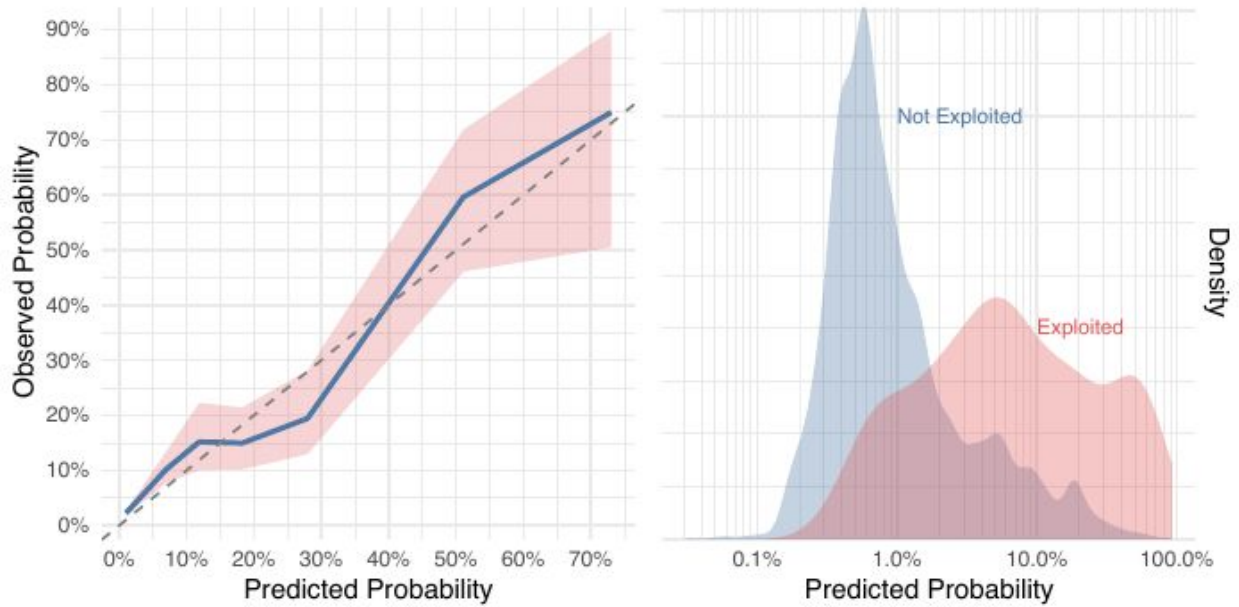 90%
80%
70%
60%
50%
40%
30%
20%
10%
0%
Observed Probability
0% 10% 20% 30% 40% 50% 60% 70%
Predicted Probability
Not Exploited
Exploited
Density
0.1% 1.0% 10.0% 100.0%
Predicted Probability